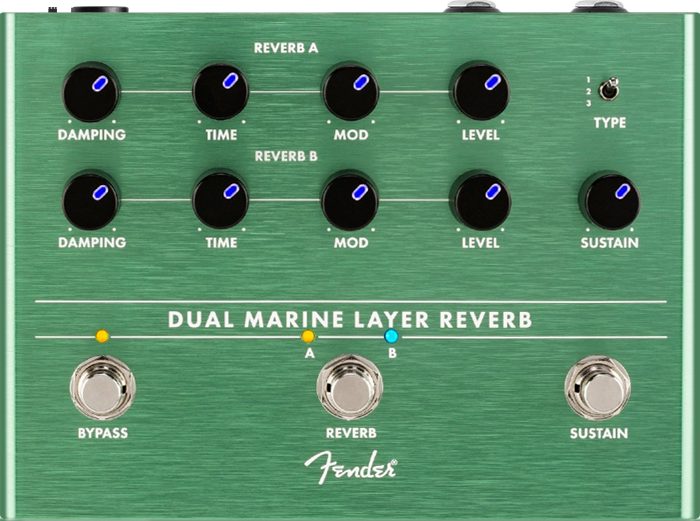 REVERB A
DAMPING TIME MOD LEVEL
1
2
3
TYPE
REVERB B
DAMPING TIME MOD LEVEL SUSTAIN
DUAL MARINE LAYER REVERB
A B
BYPASS REVERB SUSTAIN
Fender®